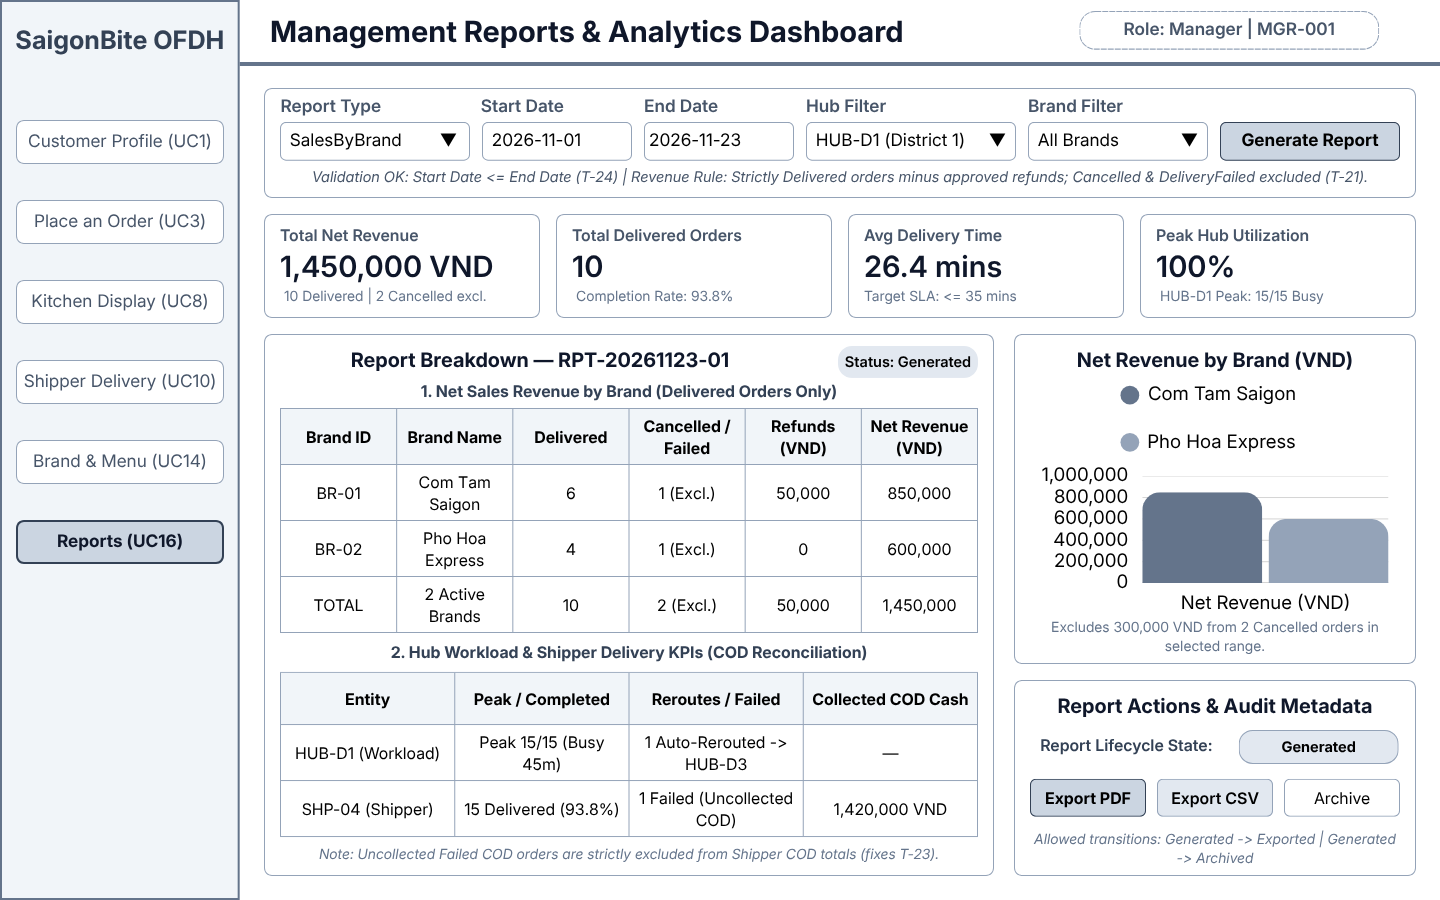 SaigonBite OFDH
Customer Profile (UC1)
Place an Order (UC3)
Kitchen Display (UC8)
Shipper Delivery (UC10)
Brand & Menu (UC14)
Reports (UC16)
Management Reports & Analytics Dashboard
Role: Manager | MGR-001
Report Type
Start Date
End Date
Hub Filter
Brand Filter
SalesByBrand ▼
2026-11-01
2026-11-23
HUB-D1 (District 1) ▼
All Brands ▼
Generate Report
Validation OK: Start Date <= End Date (T-24) | Revenue Rule: Strictly Delivered orders minus approved refunds; Cancelled & DeliveryFailed excluded (T-21).
Total Net Revenue
1,450,000 VND
10 Delivered | 2 Cancelled excl.
Total Delivered Orders
10
Completion Rate: 93.8%
Avg Delivery Time
26.4 mins
Target SLA: <= 35 mins
Peak Hub Utilization
100%
HUB-D1 Peak: 15/15 Busy
Report Breakdown — RPT-20261123-01
Status: Generated
1. Net Sales Revenue by Brand (Delivered Orders Only)
Brand ID
Brand Name
Delivered
Cancelled /
Failed
Refunds
(VND)
Net Revenue
(VND)
BR-01
Com Tam
Saigon
6
1 (Excl.)
50,000
850,000
BR-02
Pho Hoa
Express
4
1 (Excl.)
0
600,000
TOTAL
2 Active
Brands
10
2 (Excl.)
50,000
1,450,000
2. Hub Workload & Shipper Delivery KPIs (COD Reconciliation)
Entity
Peak / Completed
Reroutes / Failed
Collected COD Cash
HUB-D1 (Workload)
Peak 15/15 (Busy
45m)
1 Auto-Rerouted ->
HUB-D3
—
SHP-04 (Shipper)
15 Delivered (93.8%)
1 Failed (Uncollected
COD)
1,420,000 VND
Note: Uncollected Failed COD orders are strictly excluded from Shipper COD totals (fixes T-23).
Net Revenue by Brand (VND)
Com Tam Saigon
Pho Hoa Express
1,000,000
800,000
600,000
400,000
200,000
0
Net Revenue (VND)
Excludes 300,000 VND from 2 Cancelled orders in
selected range.
Report Actions & Audit Metadata
Report Lifecycle State:
Generated
Export PDF
Export CSV
Archive
Allowed transitions: Generated -> Exported | Generated
-> Archived